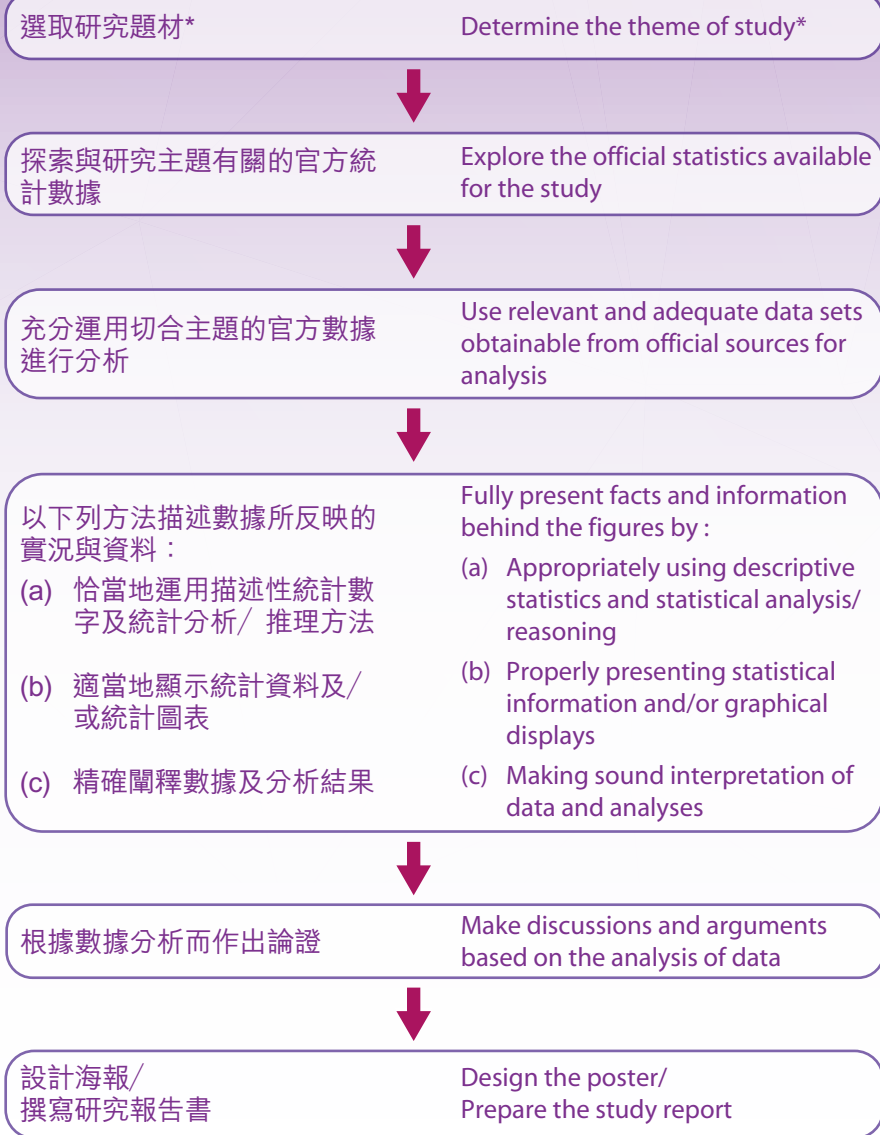 選取研究題材*
Determine the theme of study*
探索與研究主題有關的官方統
計數據
Explore the official statistics available
for the study
充分運用切合主題的官方數據
進行分析
Use relevant and adequate data sets
obtainable from official sources for
analysis
以下列方法描述數據所反映的
實況與資料：
(a) 恰當地運用描述性統計數
字及統計分析/ 推理方法
(b) 適當地顯示統計資料及/
或統計圖表
(c) 精確闡釋數據及分析結果
Fully present facts and information
behind the figures by :
(a) Appropriately using descriptive
statistics and statistical analysis/
reasoning
(b) Properly presenting statistical
information and/or graphical
displays
(c) Making sound interpretation of
data and analyses
根據數據分析而作出論證
Make discussions and arguments
based on the analysis of data
設計海報/
撰寫研究報告書
Design the poster/
Prepare the study report